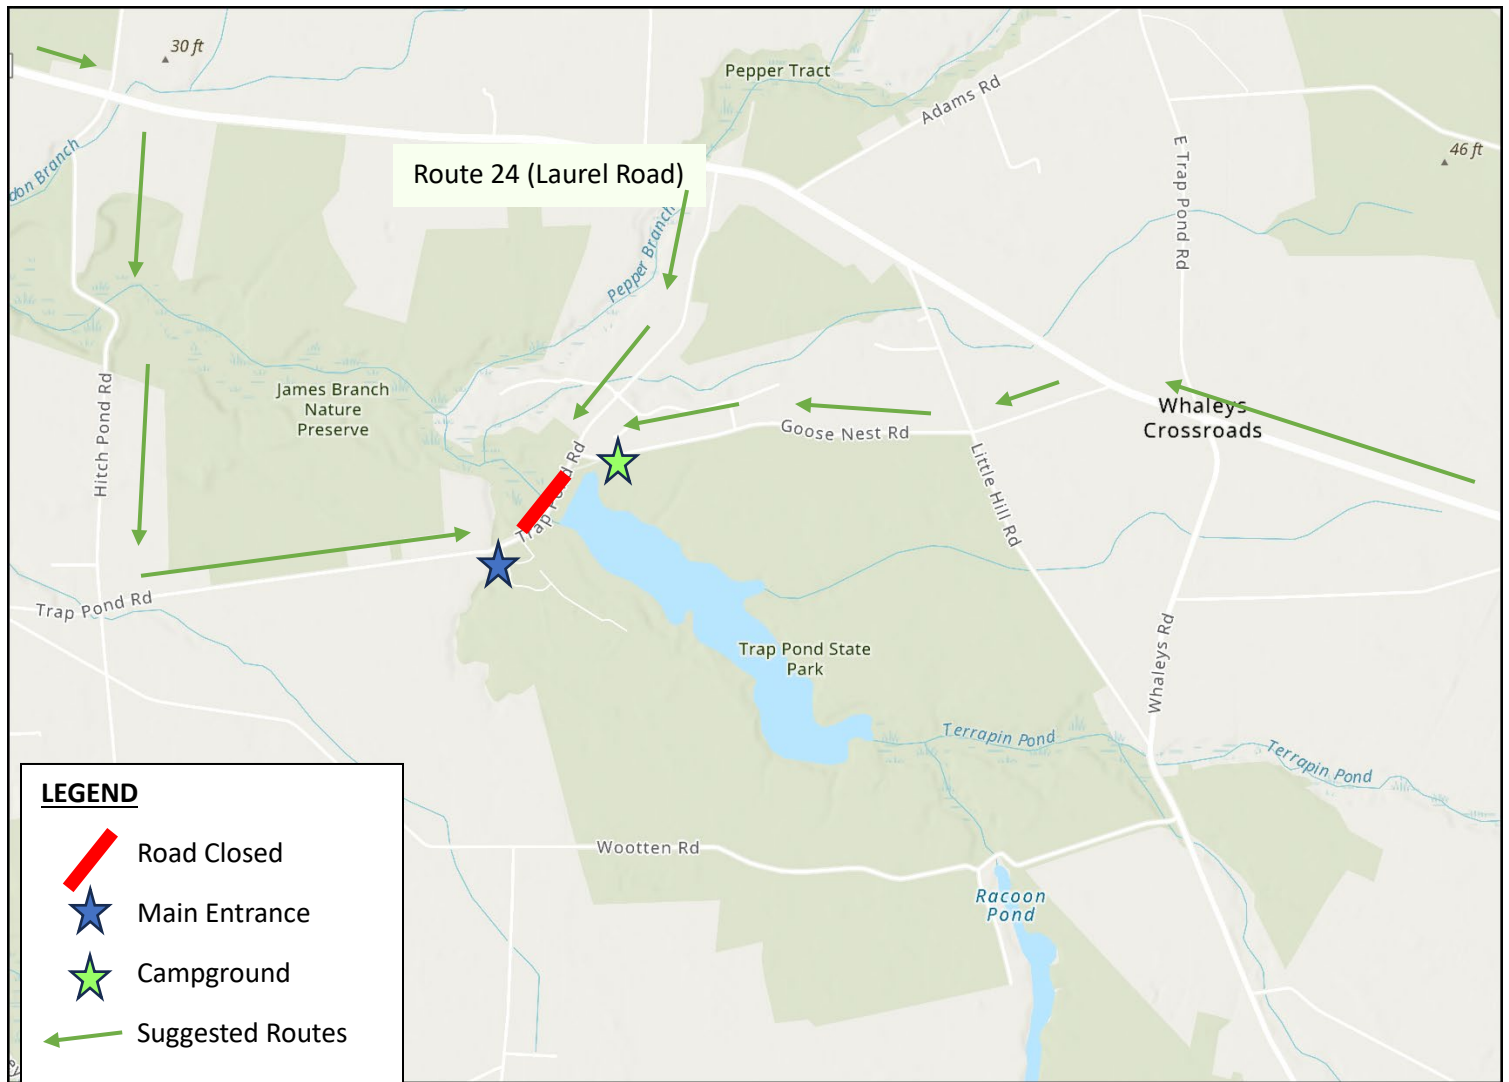 30 ft
Pepper Tract
Adams Rd
don Branch
E Trap Pond Rd
46 ft
Route 24 (Laurel Road)
Pepper Branch
James Branch
Nature
Preserve
Hitch Pond Rd
Whaleys
Crossroads
Goose Nest Rd
Little Hill Rd
Trap Pond Rd
Trap Pond Rd
Trap Pond State
Park
Whaleys Rd
Terrapin Pond
Terrapin Pond
Wootten Rd
Racoon
Pond
LEGEND
Road Closed
Main Entrance
Campground
Suggested Routes